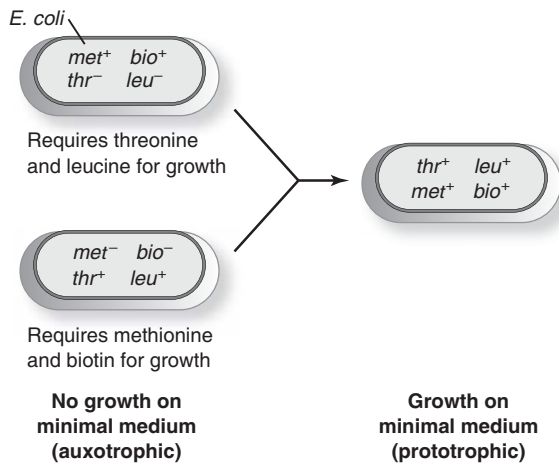 E. coli
met⁺ bio⁺
thr⁻ leu⁻
Requires threonine
and leucine for growth
thr⁺ leu⁺
met⁺ bio⁺
met⁻ bio⁻
thr⁺ leu⁺
Requires methionine
and biotin for growth
No growth on
minimal medium
(auxotrophic)
Growth on
minimal medium
(prototrophic)